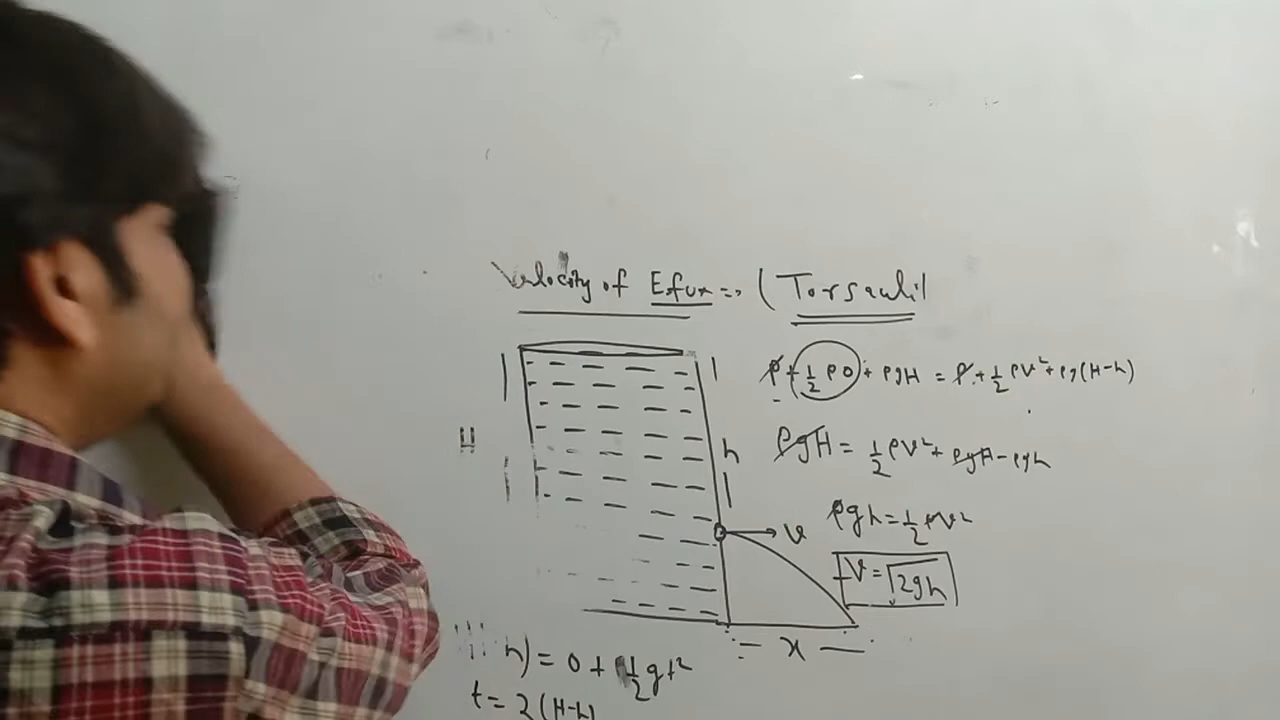 Velocity of Efux => (Torsauli
P + 1/2 ρ0 + ρgH = P + 1/2 ρv² + ρg(H-h)
H
h
ρgH = 1/2 ρv² + ρgH - ρgh
v
ρgh = 1/2 ρv²
V = √2gh
x
h) = 0 + 1/2 gt²
t = 2(H-h)